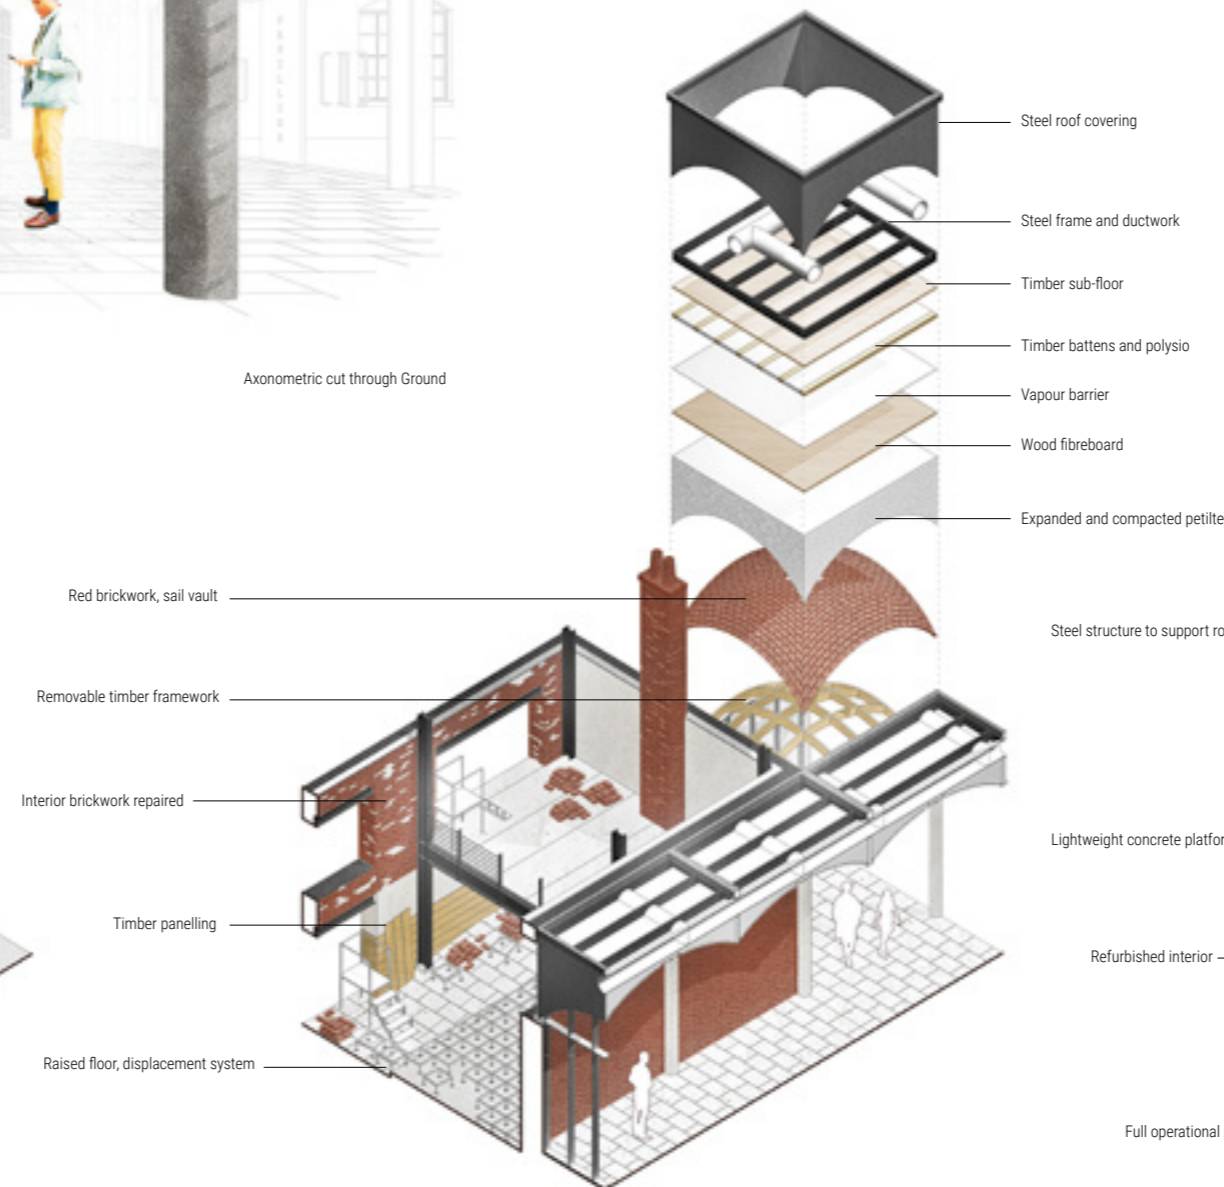 Steel roof covering
Steel frame and ductwork
Timber sub-floor
Timber battens and polysio
Vapour barrier
Wood fibreboard
Expanded and compacted petilte
Axonometric cut through Ground
Red brickwork, sail vault
Removable timber framework
Interior brickwork repaired
Timber panelling
Raised floor, displacement system
Steel structure to support ro
Lightweight concrete platfor
Refurbished interior
Full operational